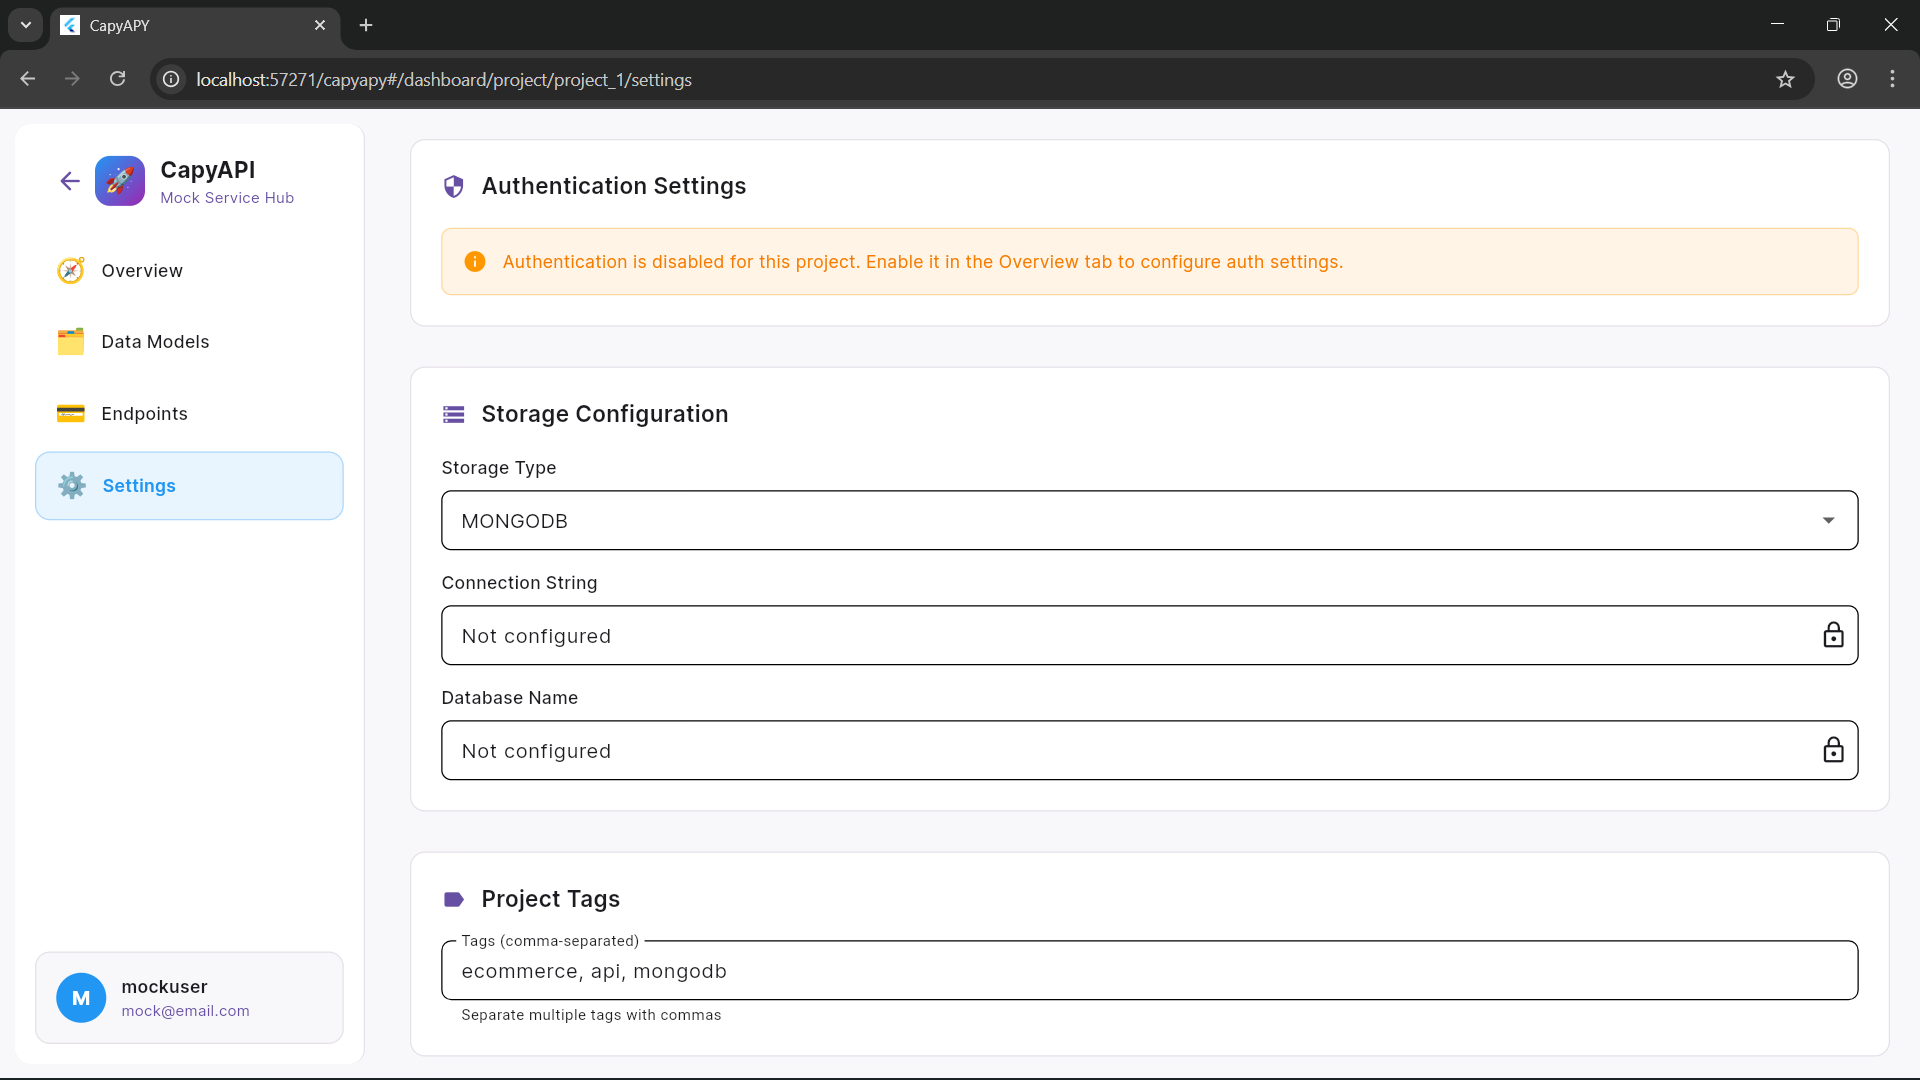 CapyAPY
localhost:57271/capyapy#/dashboard/project/project_1/settings
CapyAPI
Mock Service Hub
Overview
Data Models
Endpoints
Settings
M
mockuser
mock@email.com
Authentication Settings
Authentication is disabled for this project. Enable it in the Overview tab to configure auth settings.
Storage Configuration
Storage Type
MONGODB
Connection String
Not configured
Database Name
Not configured
Project Tags
Tags (comma-separated)
ecommerce, api, mongodb
Separate multiple tags with commas